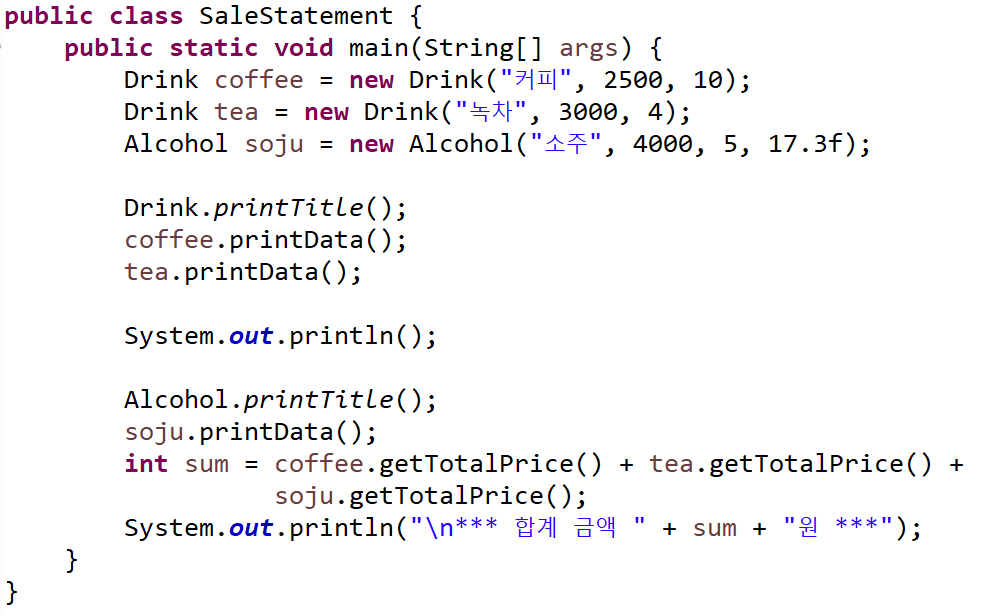 public class SaleStatement {
    public static void main(String[] args) {
        Drink coffee = new Drink("커피", 2500, 10);
        Drink tea = new Drink("녹차", 3000, 4);
        Alcohol soju = new Alcohol("소주", 4000, 5, 17.3f);

        Drink.printTitle();
        coffee.printData();
        tea.printData();

        System.out.println();

        Alcohol.printTitle();
        soju.printData();
        int sum = coffee.getTotalPrice() + tea.getTotalPrice() +
                  soju.getTotalPrice();
        System.out.println("\n*** 합계 금액 " + sum + "원 ***");
    }
}